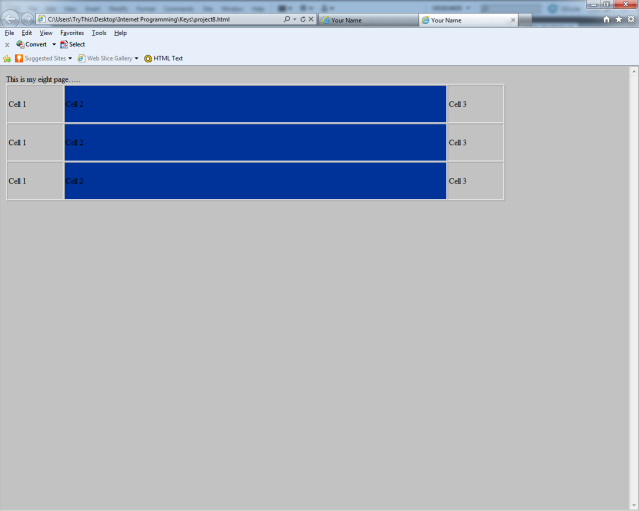 C:\Users\TryThis\Desktop\Internet Programming\Keys\project8.html
Your Name
Your Name
File Edit View Favorites Tools Help
x Convert Select
Suggested Sites Web Slice Gallery HTML Text
This is my eight page.....
Cell 1 Cell 2 Cell 3
Cell 1 Cell 2 Cell 3
Cell 1 Cell 2 Cell 3